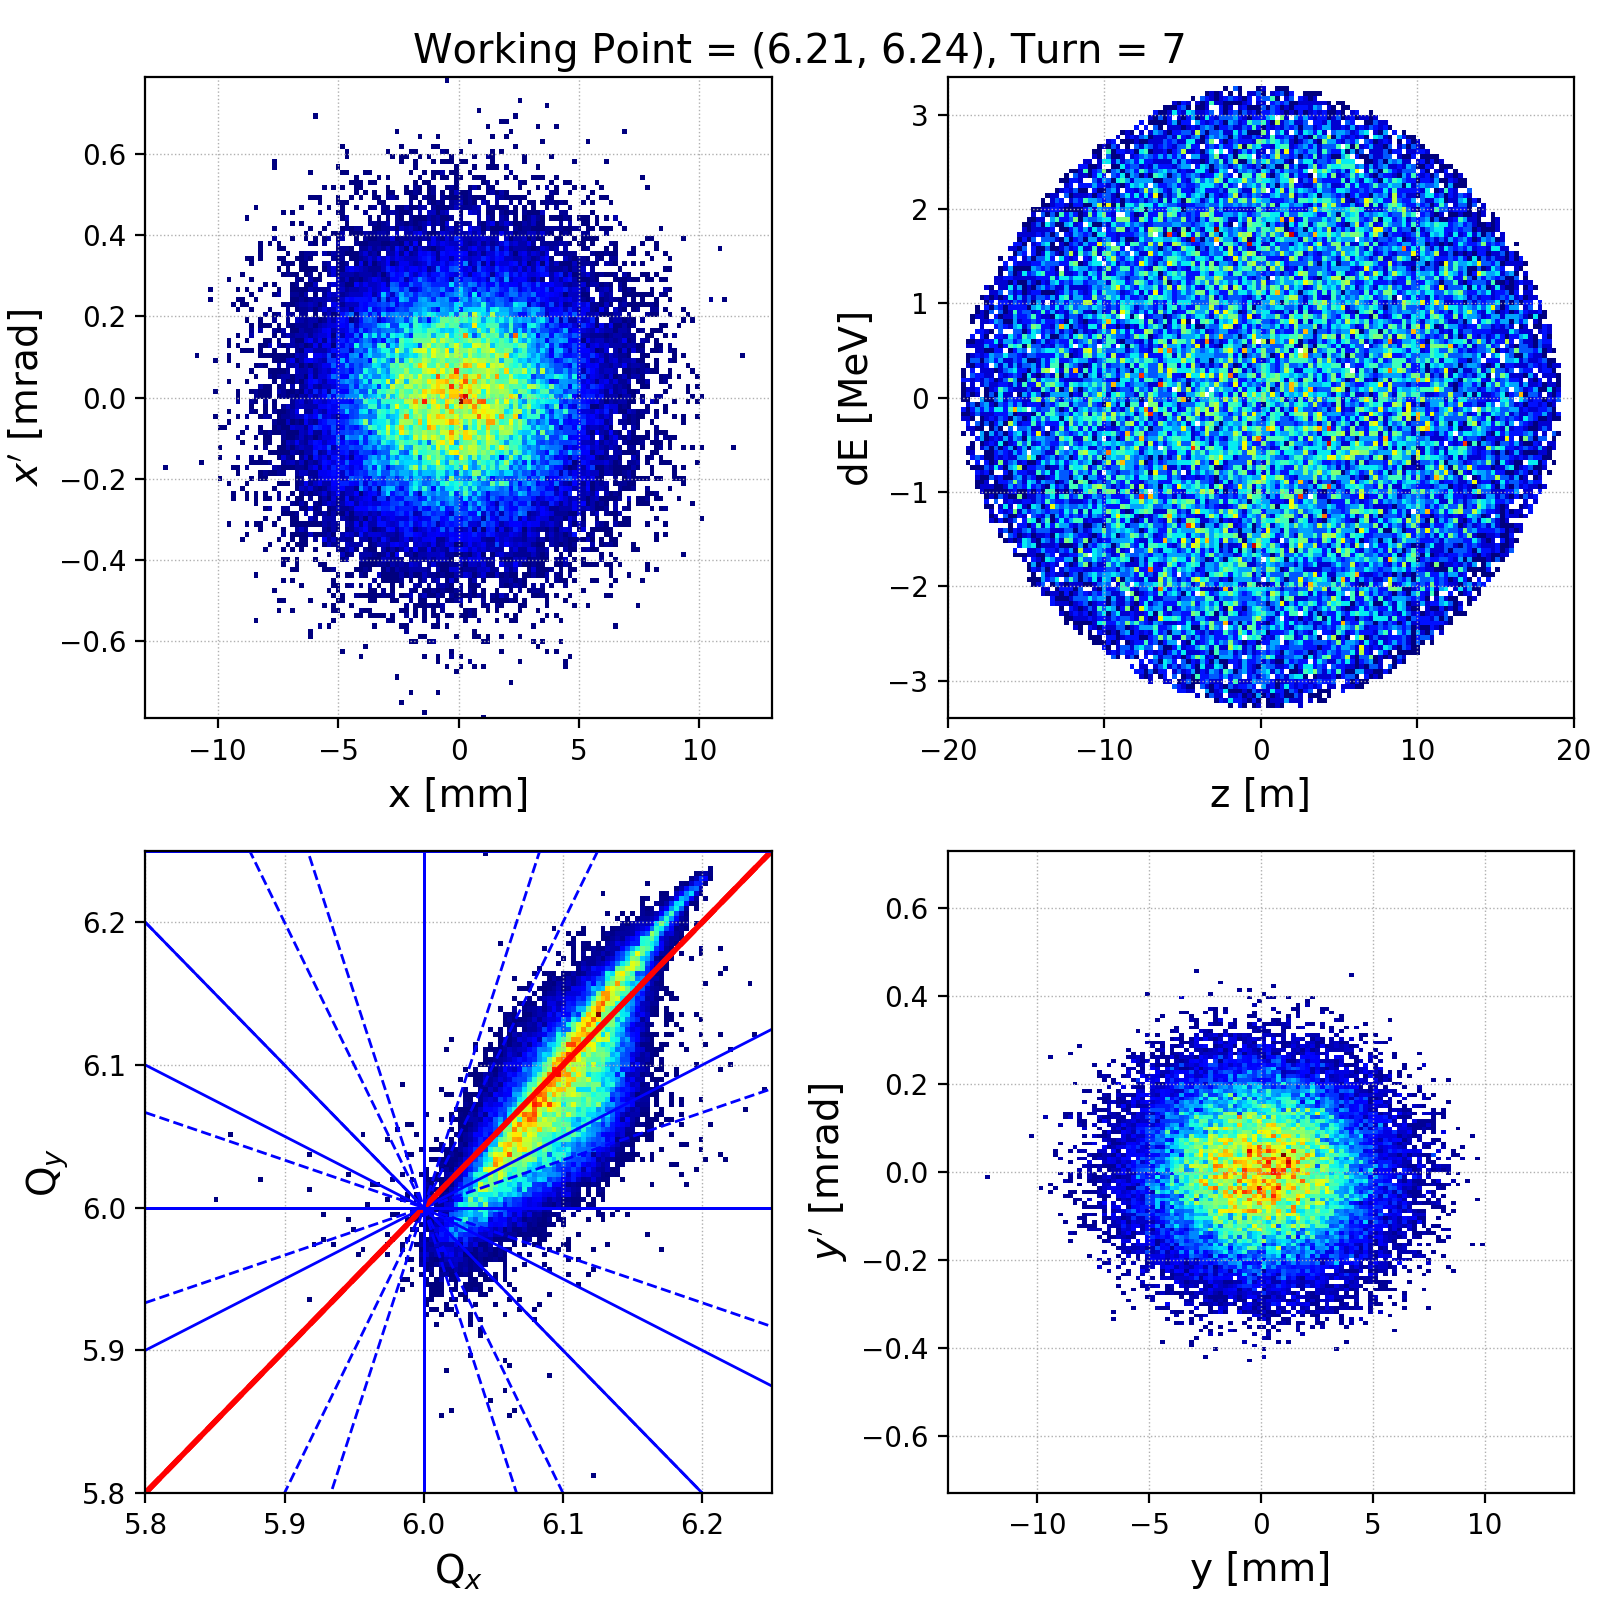 Working Point = (6.21, 6.24), Turn = 7
0.6
0.4
0.2
0.0
−0.2
−0.4
−0.6
x′ [mrad]
−10 −5 0 5 10
x [mm]
3
2
1
0
−1
−2
−3
dE [MeV]
−20 −10 0 10 20
z [m]
6.2
6.1
6.0
5.9
5.8
Qy
5.8 5.9 6.0 6.1 6.2
Qx
0.6
0.4
0.2
0.0
−0.2
−0.4
−0.6
y′ [mrad]
−10 −5 0 5 10
y [mm]